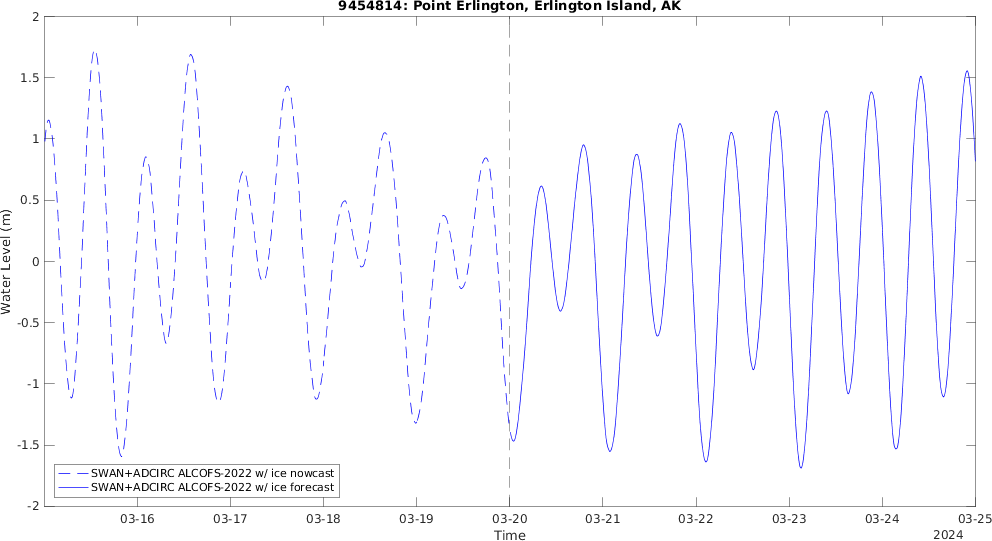 9454814: Point Erlington, Erlington Island, AK
Water Level (m)
2
1.5
1
0.5
0
-0.5
-1
-1.5
-2
SWAN+ADCIRC ALCOFS-2022 w/ ice nowcast
SWAN+ADCIRC ALCOFS-2022 w/ ice forecast
03-16 03-17 03-18 03-19 03-20 03-21 03-22 03-23 03-24 03-25
Time
2024